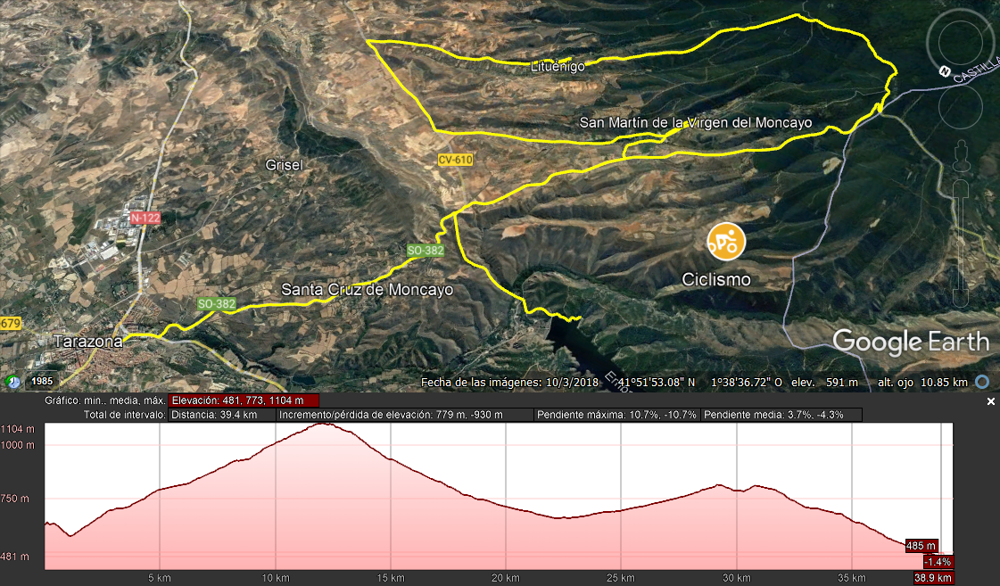 N
CASTILLA
Lituénigo
San Martín de la Virgen del Moncayo
CV-610
Grisel
N-122
SO-382
Ciclismo
Santa Cruz de Moncayo
SO-382
679
Tarazona
Google Earth
1985
Fecha de las imágenes: 10/3/2018 41°51'53.08" N 1°38'36.72" O elev. 591 m alt. ojo 10.85 km
Gráfico: min., media, máx. Elevación: 481, 773, 1104 m
Total de intervalo: Distancia: 39.4 km Incremento/pérdida de elevación: 779 m, -930 m Pendiente máxima: 10.7%, -10.7% Pendiente media: 3.7%, -4.3%
1104 m
1000 m
750 m
481 m
485 m
-1.4%
5 km 10 km 15 km 20 km 25 km 30 km 35 km 38.9 km